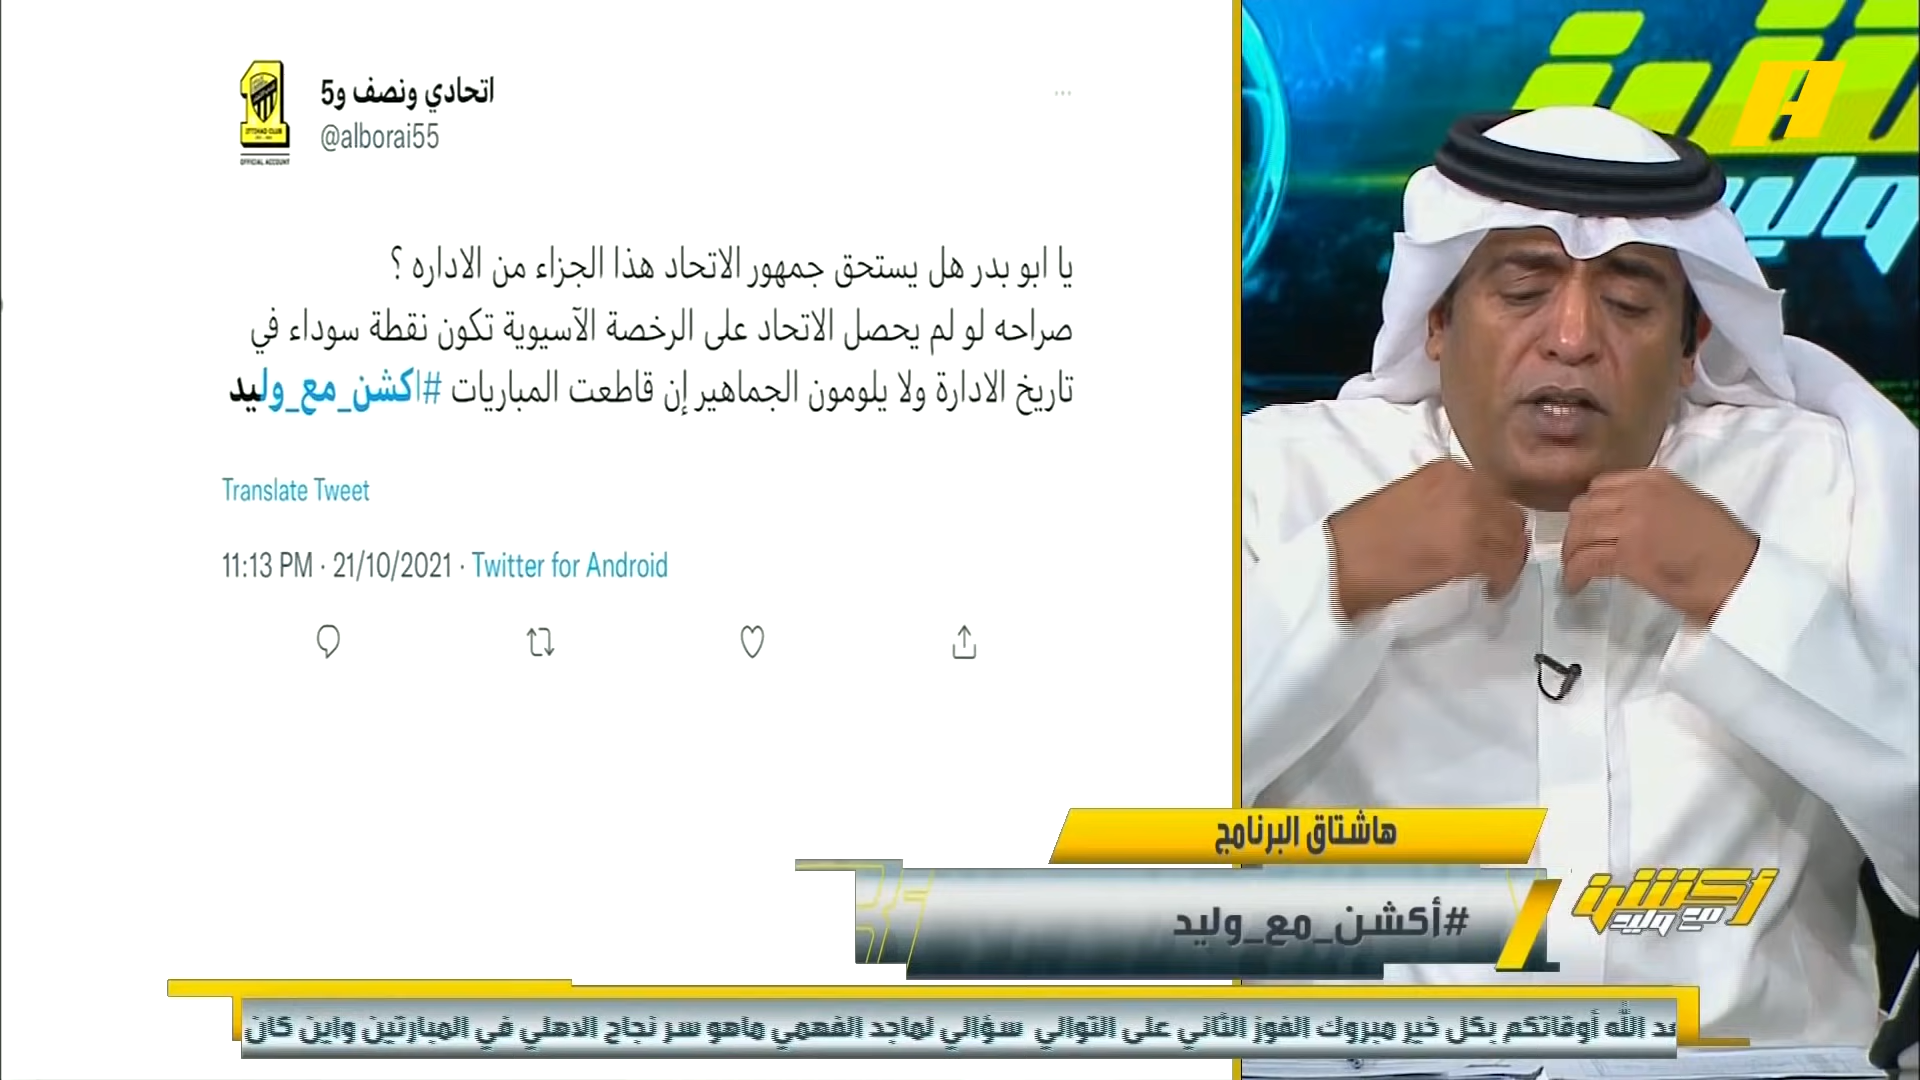 اتحادي ونصف و5
@alborai55
يا ابو بدر هل يستحق جمهور الاتحاد هذا الجزاء من الاداره ؟
صراحه لو لم يحصل الاتحاد على الرخصة الآسيوية تكون نقطة سوداء في
تاريخ الادارة ولا يلومون الجماهير إن قاطعت المباريات #اكشن_مع_وليد
Translate Tweet
11:13 PM · 21/10/2021 · Twitter for Android
وليد
هاشتاق البرنامج
#أكشن_مع_وليد
أكشن
مع وليد
الله أوقاتكم بكل خير مبروك الفوز الثاني على التوالي سؤالي لماجد الفهمي ماهو سر نجاح الاهلي في المبارتين واين كان